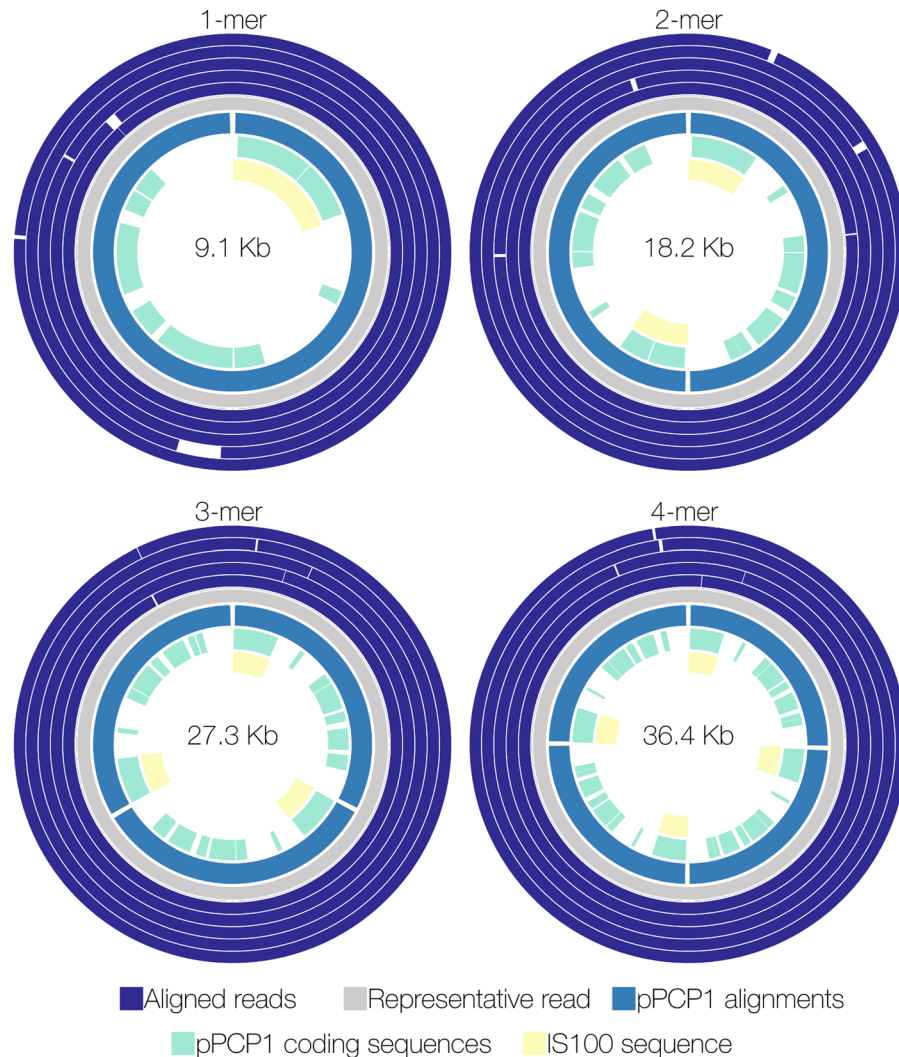 1-mer
2-mer
9.1 Kb
18.2 Kb
3-mer
4-mer
27.3 Kb
36.4 Kb
Aligned reads
Representative read
pPCP1 alignments
pPCP1 coding sequences
IS100 sequence